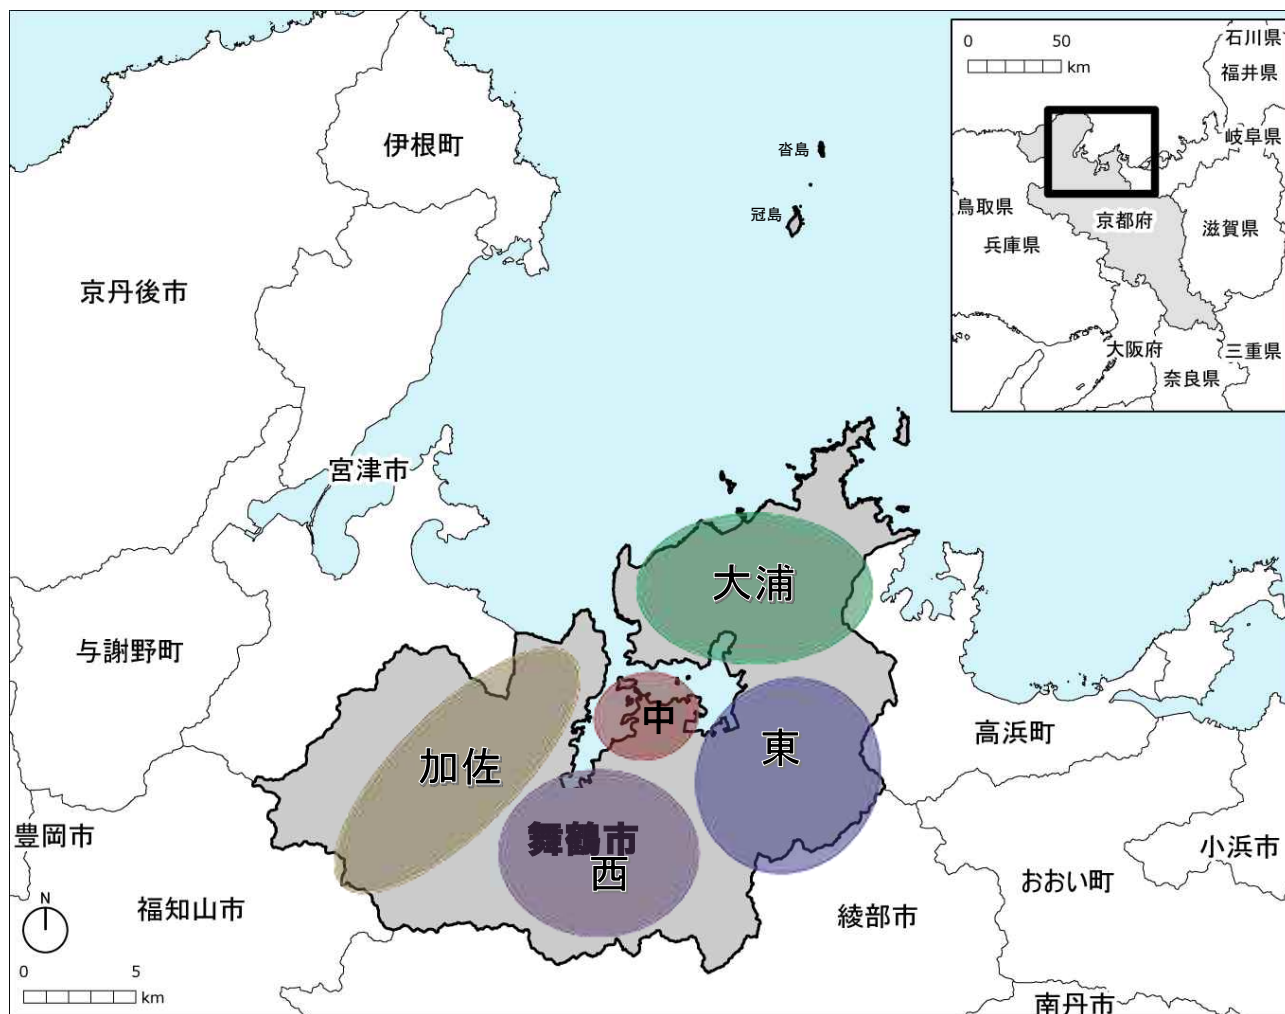 伊根町
沓島
冠島
京丹後市
宮津市
与謝野町
豊岡市
福知山市
大浦
中
加佐
東
舞鶴市
西
高浜町
小浜市
おおい町
綾部市
南丹市
N
0 5
km
0 50
km
石川県
福井県
岐阜県
鳥取県
京都府
滋賀県
兵庫県
大阪府
三重県
奈良県